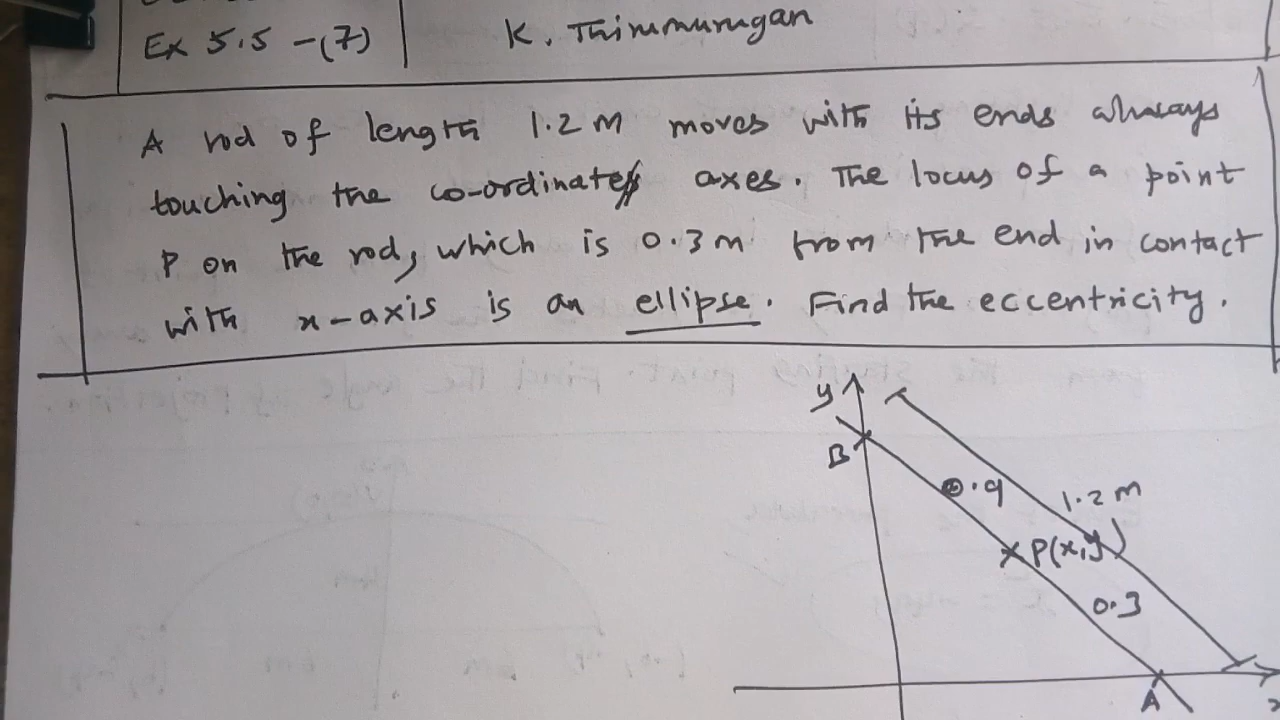 Ex 5.5 -(7)
K. Thirumurugan
A rod of length 1.2 M moves with its ends always
touching the co-ordinate axes. The locus of a point
P on the rod, which is 0.3 m from the end in contact
with x-axis is an ellipse. Find the eccentricity.
y
B
0.9
1.2 m
P(x,y)
0.3
A